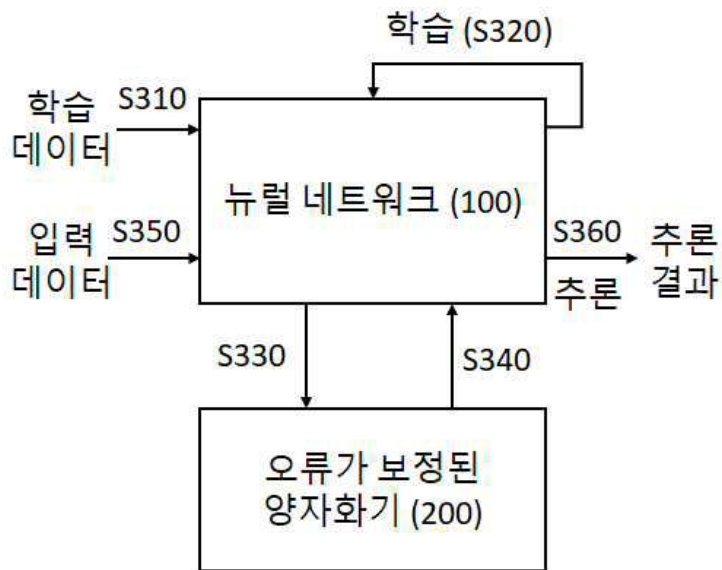 학습 (S320)
학습
데이터
S310
뉴럴 네트워크 (100)
입력
데이터
S350
S360
추론
추론
결과
S330
S340
오류가 보정된
양자화기 (200)